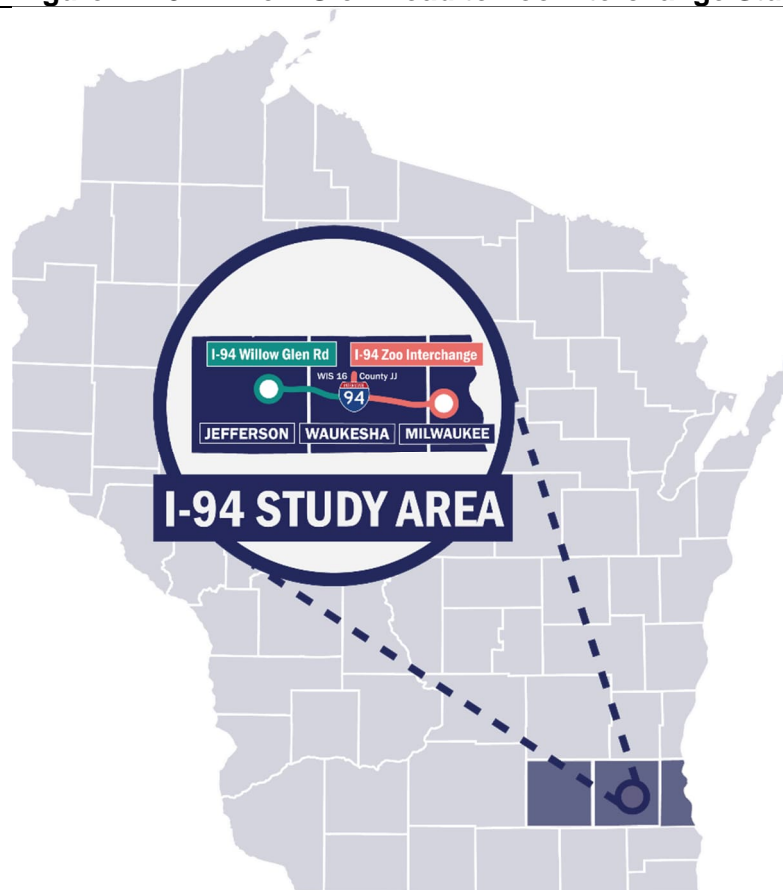 I-94 Willow Glen Rd
I-94 Zoo Interchange
WIS 16
County JJ
94
JEFFERSON
WAUKESHA
MILWAUKEE
I-94 STUDY AREA